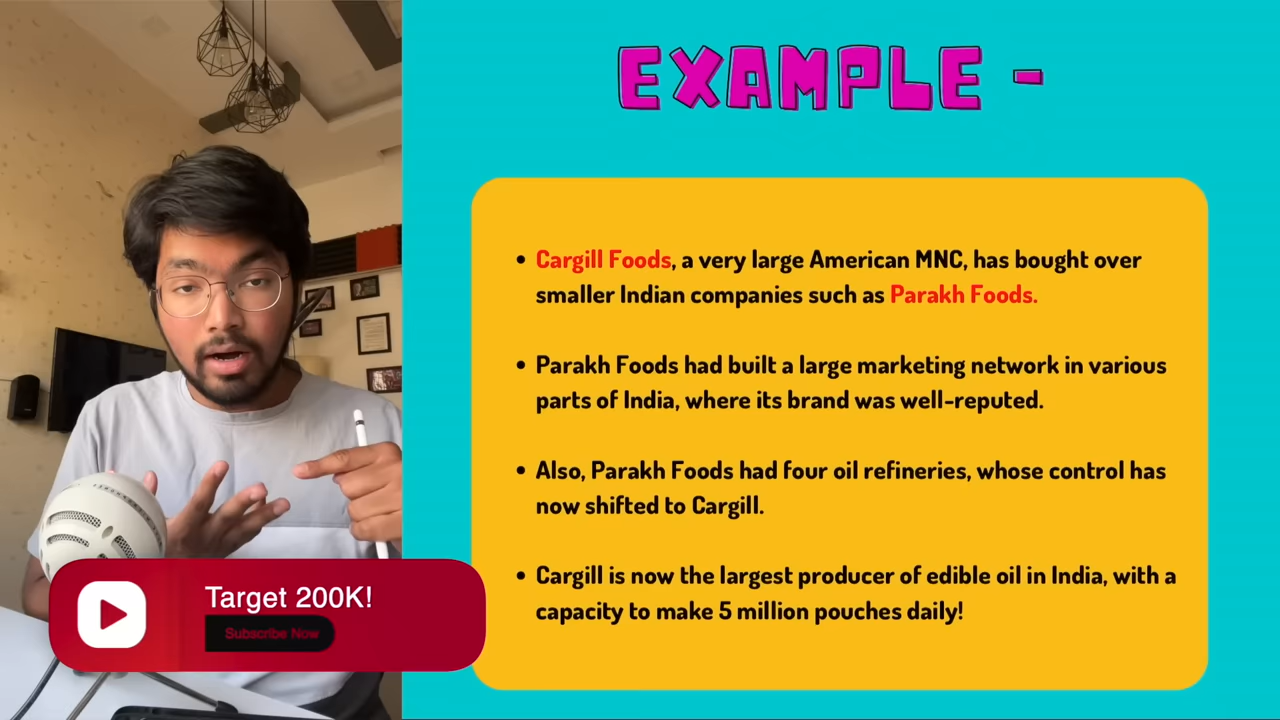 EXAMPLE -
• Cargill Foods, a very large American MNC, has bought over
smaller Indian companies such as Parakh Foods.
• Parakh Foods had built a large marketing network in various
parts of India, where its brand was well-reputed.
• Also, Parakh Foods had four oil refineries, whose control has
now shifted to Cargill.
• Cargill is now the largest producer of edible oil in India, with a
capacity to make 5 million pouches daily!
Target 200K!
Subscribe Now